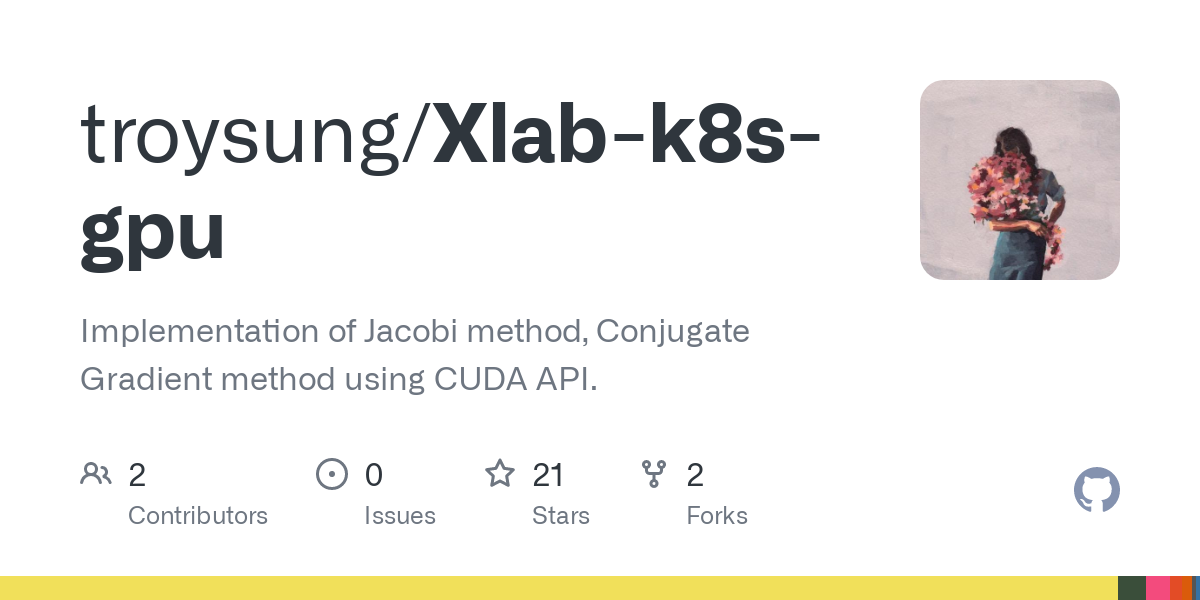 troysung/Xlab-k8s-
gpu
Implementation of Jacobi method, Conjugate
Gradient method using CUDA API.
2 0 21 2
Contributors Issues Stars Forks